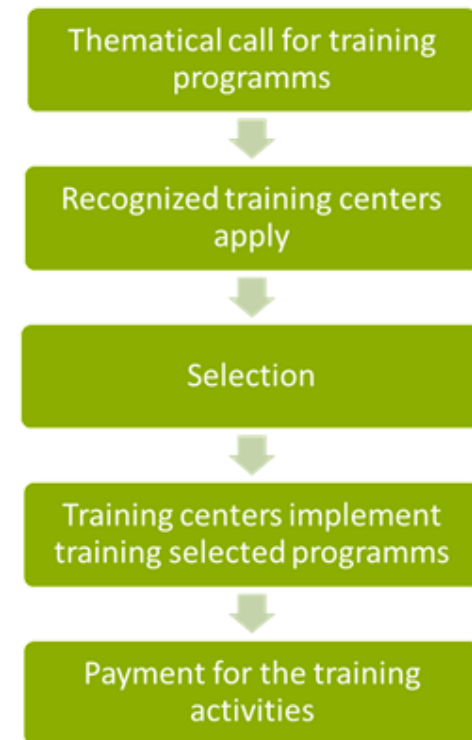 Thematical call for training
programms
Recognized training centers
apply
Selection
Training centers implement
training selected programms
Payment for the training
activities